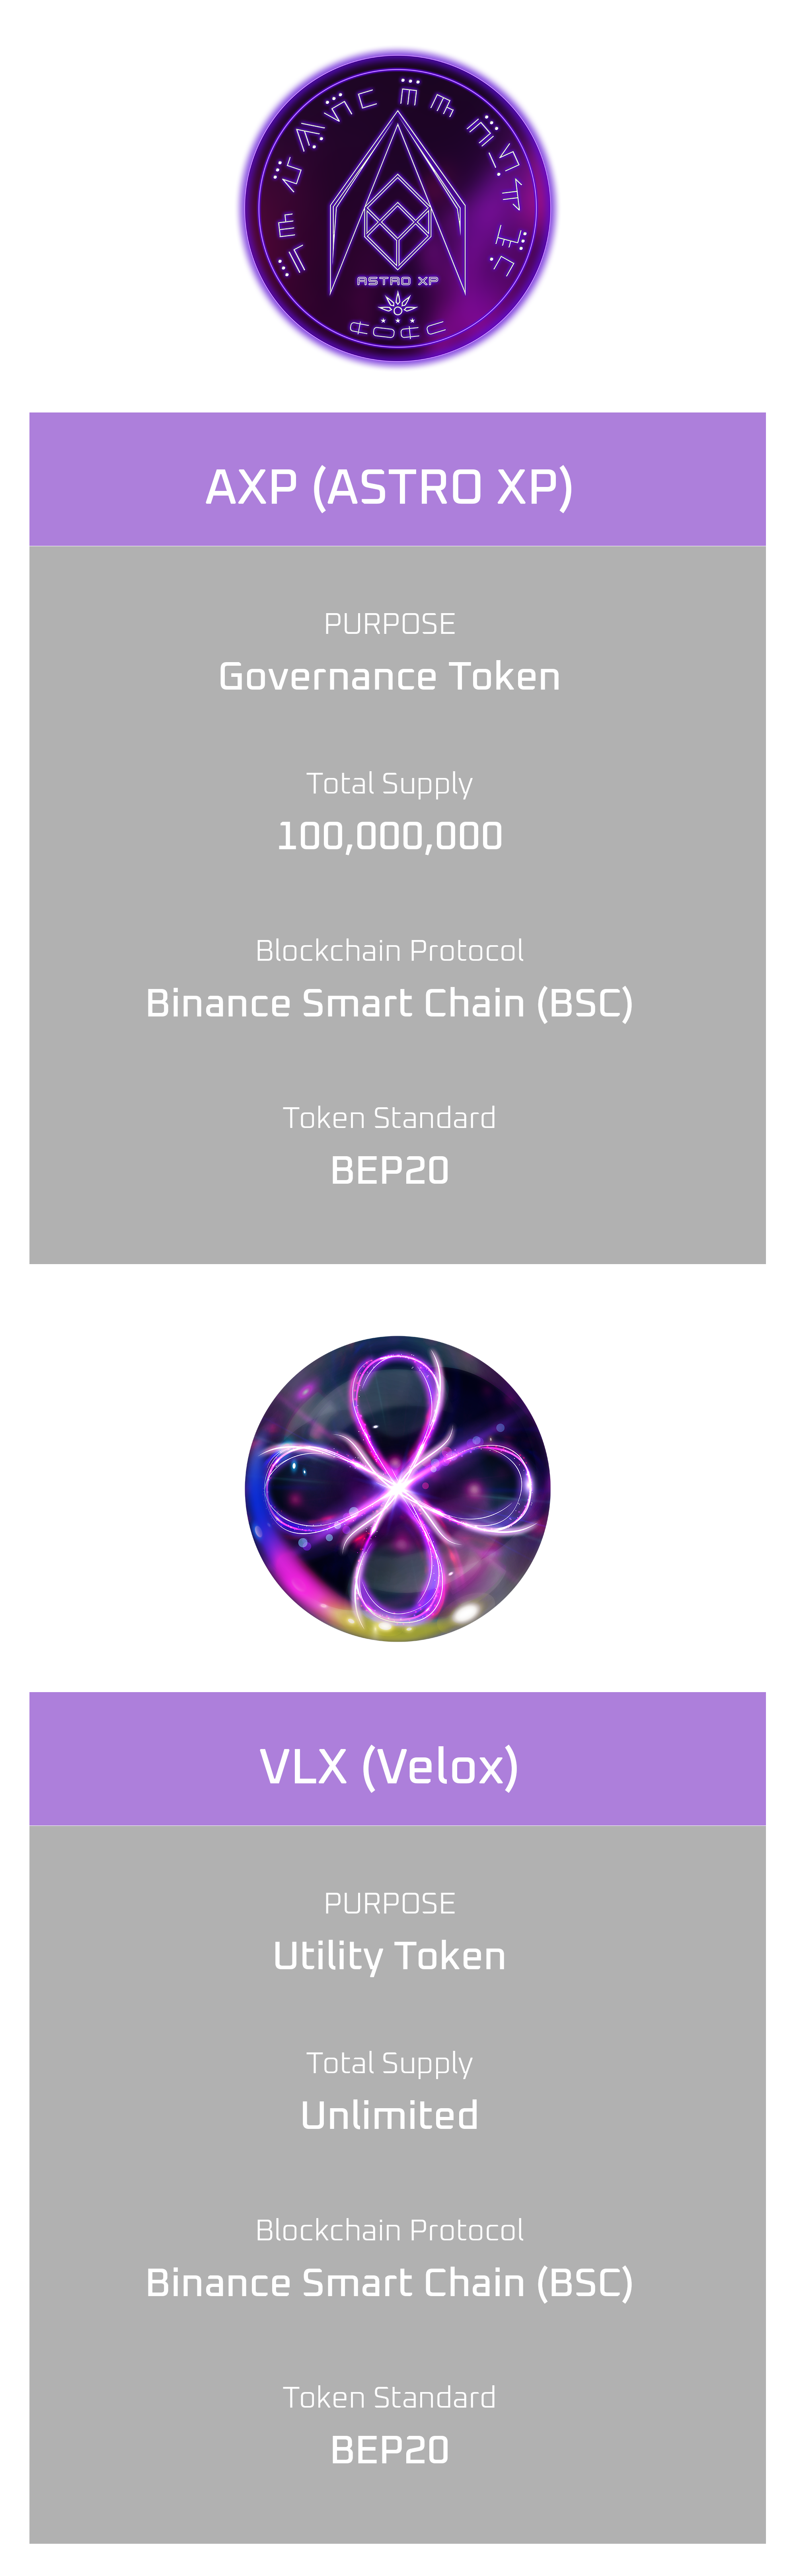 ASTRO XP
AXP (ASTRO XP)
PURPOSE
Governance Token
Total Supply
100,000,000
Blockchain Protocol
Binance Smart Chain (BSC)
Token Standard
BEP20
VLX (Velox)
PURPOSE
Utility Token
Total Supply
Unlimited
Blockchain Protocol
Binance Smart Chain (BSC)
Token Standard
BEP20